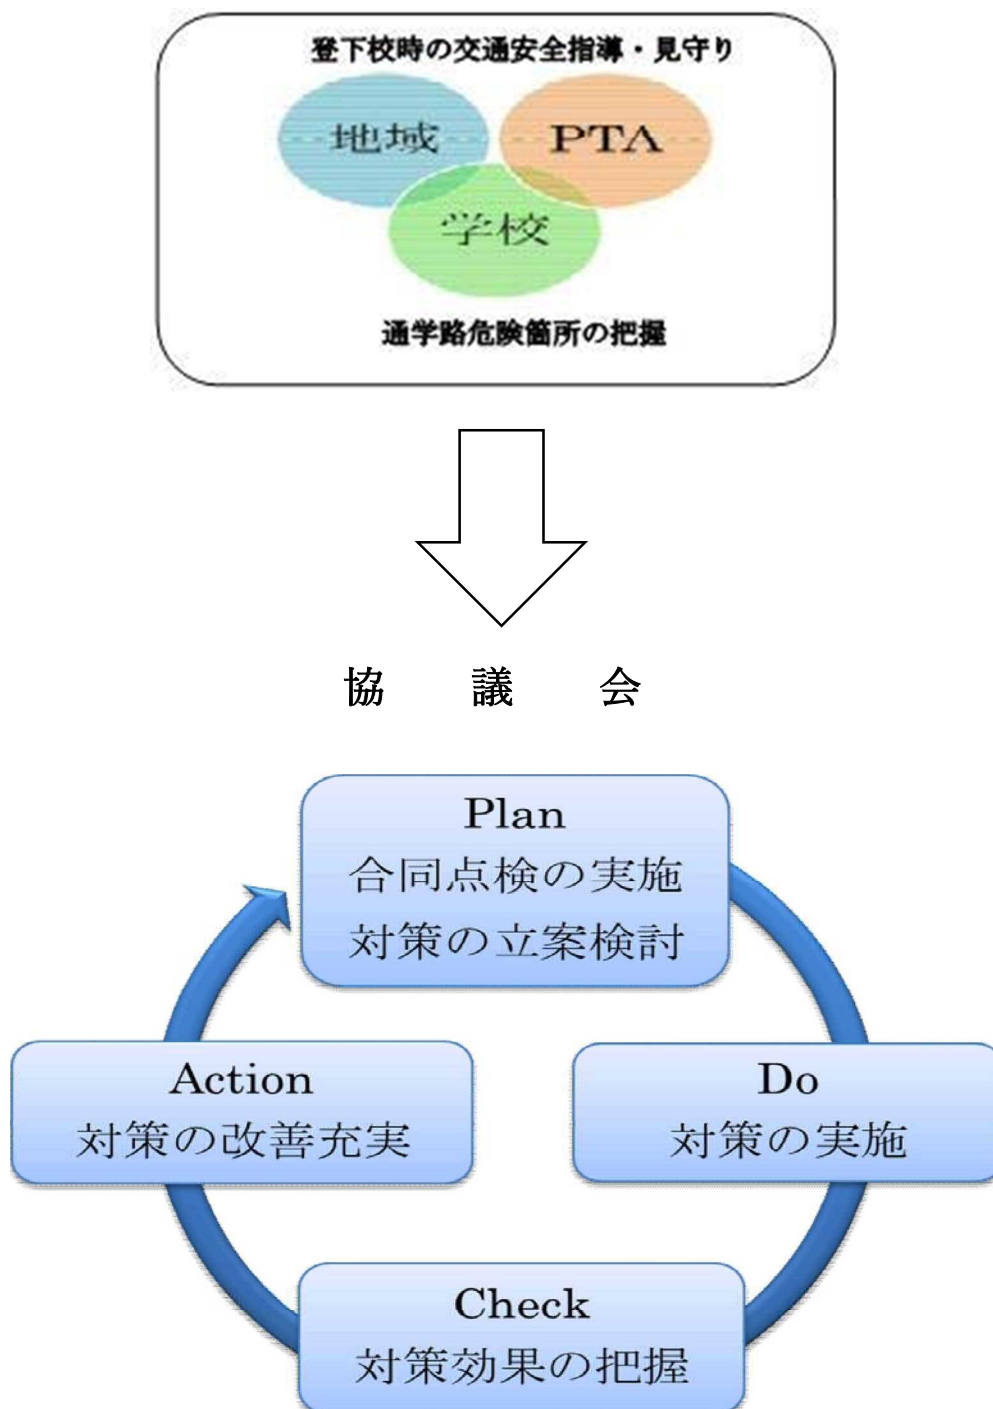 登下校時の交通安全指導・見守り
地域
PTA
学校
通学路危険箇所の把握
協 議 会
Plan
合同点検の実施
対策の立案検討
Action
対策の改善充実
Do
対策の実施
Check
対策効果の把握